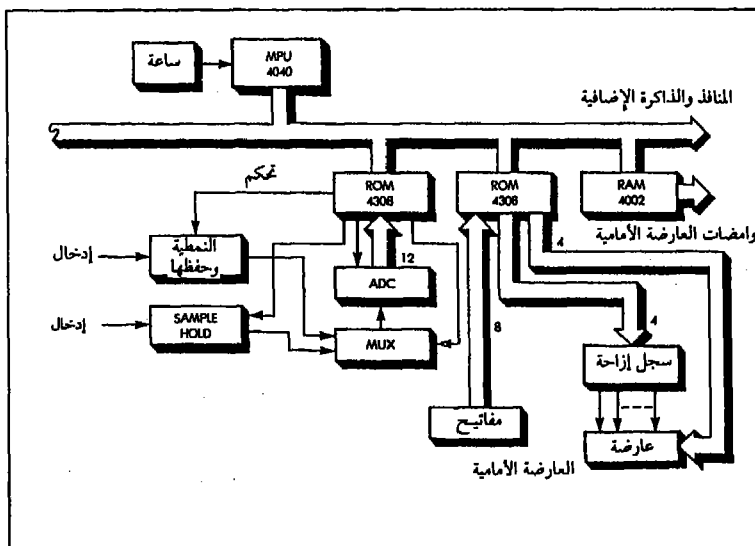 MPU
4040
ساعة
المنافذ والذاكرة الإضافية
تحكم
ROM
4308
ROM
4308
RAM
4002
وامضات العارضة الأمامية
4
إدخال
النمطية
وحفظها
12
ADC
إدخال
SAMPLE
HOLD
MUX
8
4
سجل إزاحة
مفاتيح
عارضة
العارضة الأمامية